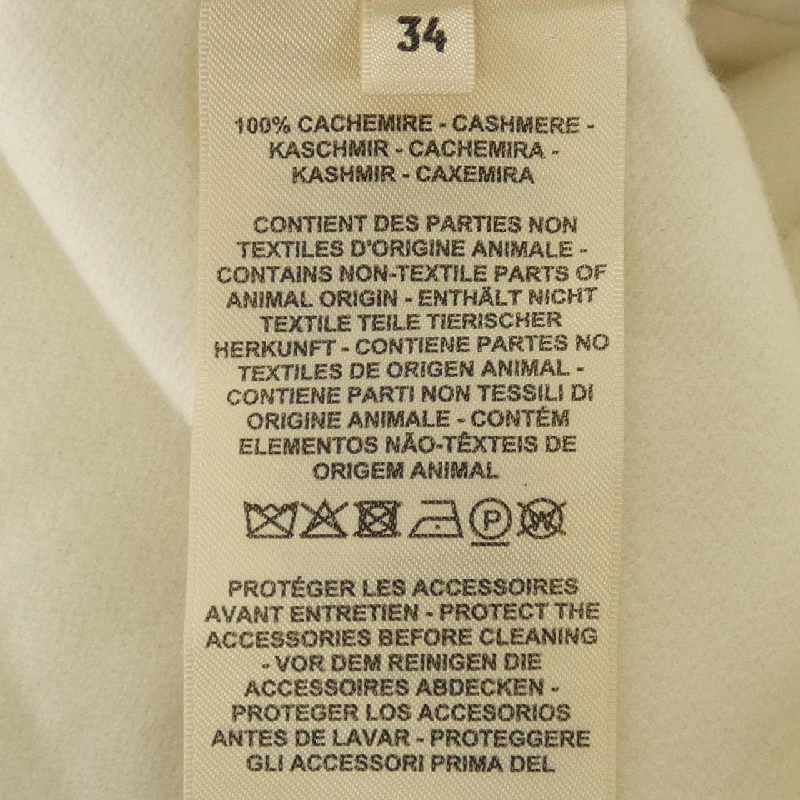 34
100% CACHEMIRE - CASHMERE -
KASCHMIR - CACHEMIRA -
KASHMIR - CAXEMIRA
CONTIENT DES PARTIES NON
TEXTILES D'ORIGINE ANIMALE -
CONTAINS NON-TEXTILE PARTS OF
ANIMAL ORIGIN - ENTHÄLT NICHT
TEXTILE TEILE TIERISCHER
HERKUNFT - CONTIENE PARTES NO
TEXTILES DE ORIGEN ANIMAL -
CONTIENE PARTI NON TESSILI DI
ORIGINE ANIMALE - CONTÉM
ELEMENTOS NÃO-TÊXTEIS DE
ORIGEM ANIMAL
P W
PROTÉGER LES ACCESSOIRES
AVANT ENTRETIEN - PROTECT THE
ACCESSORIES BEFORE CLEANING
- VOR DEM REINIGEN DIE
ACCESSOIRES ABDECKEN -
PROTEGER LOS ACCESORIOS
ANTES DE LAVAR - PROTEGGERE
GLI ACCESSORI PRIMA DEL